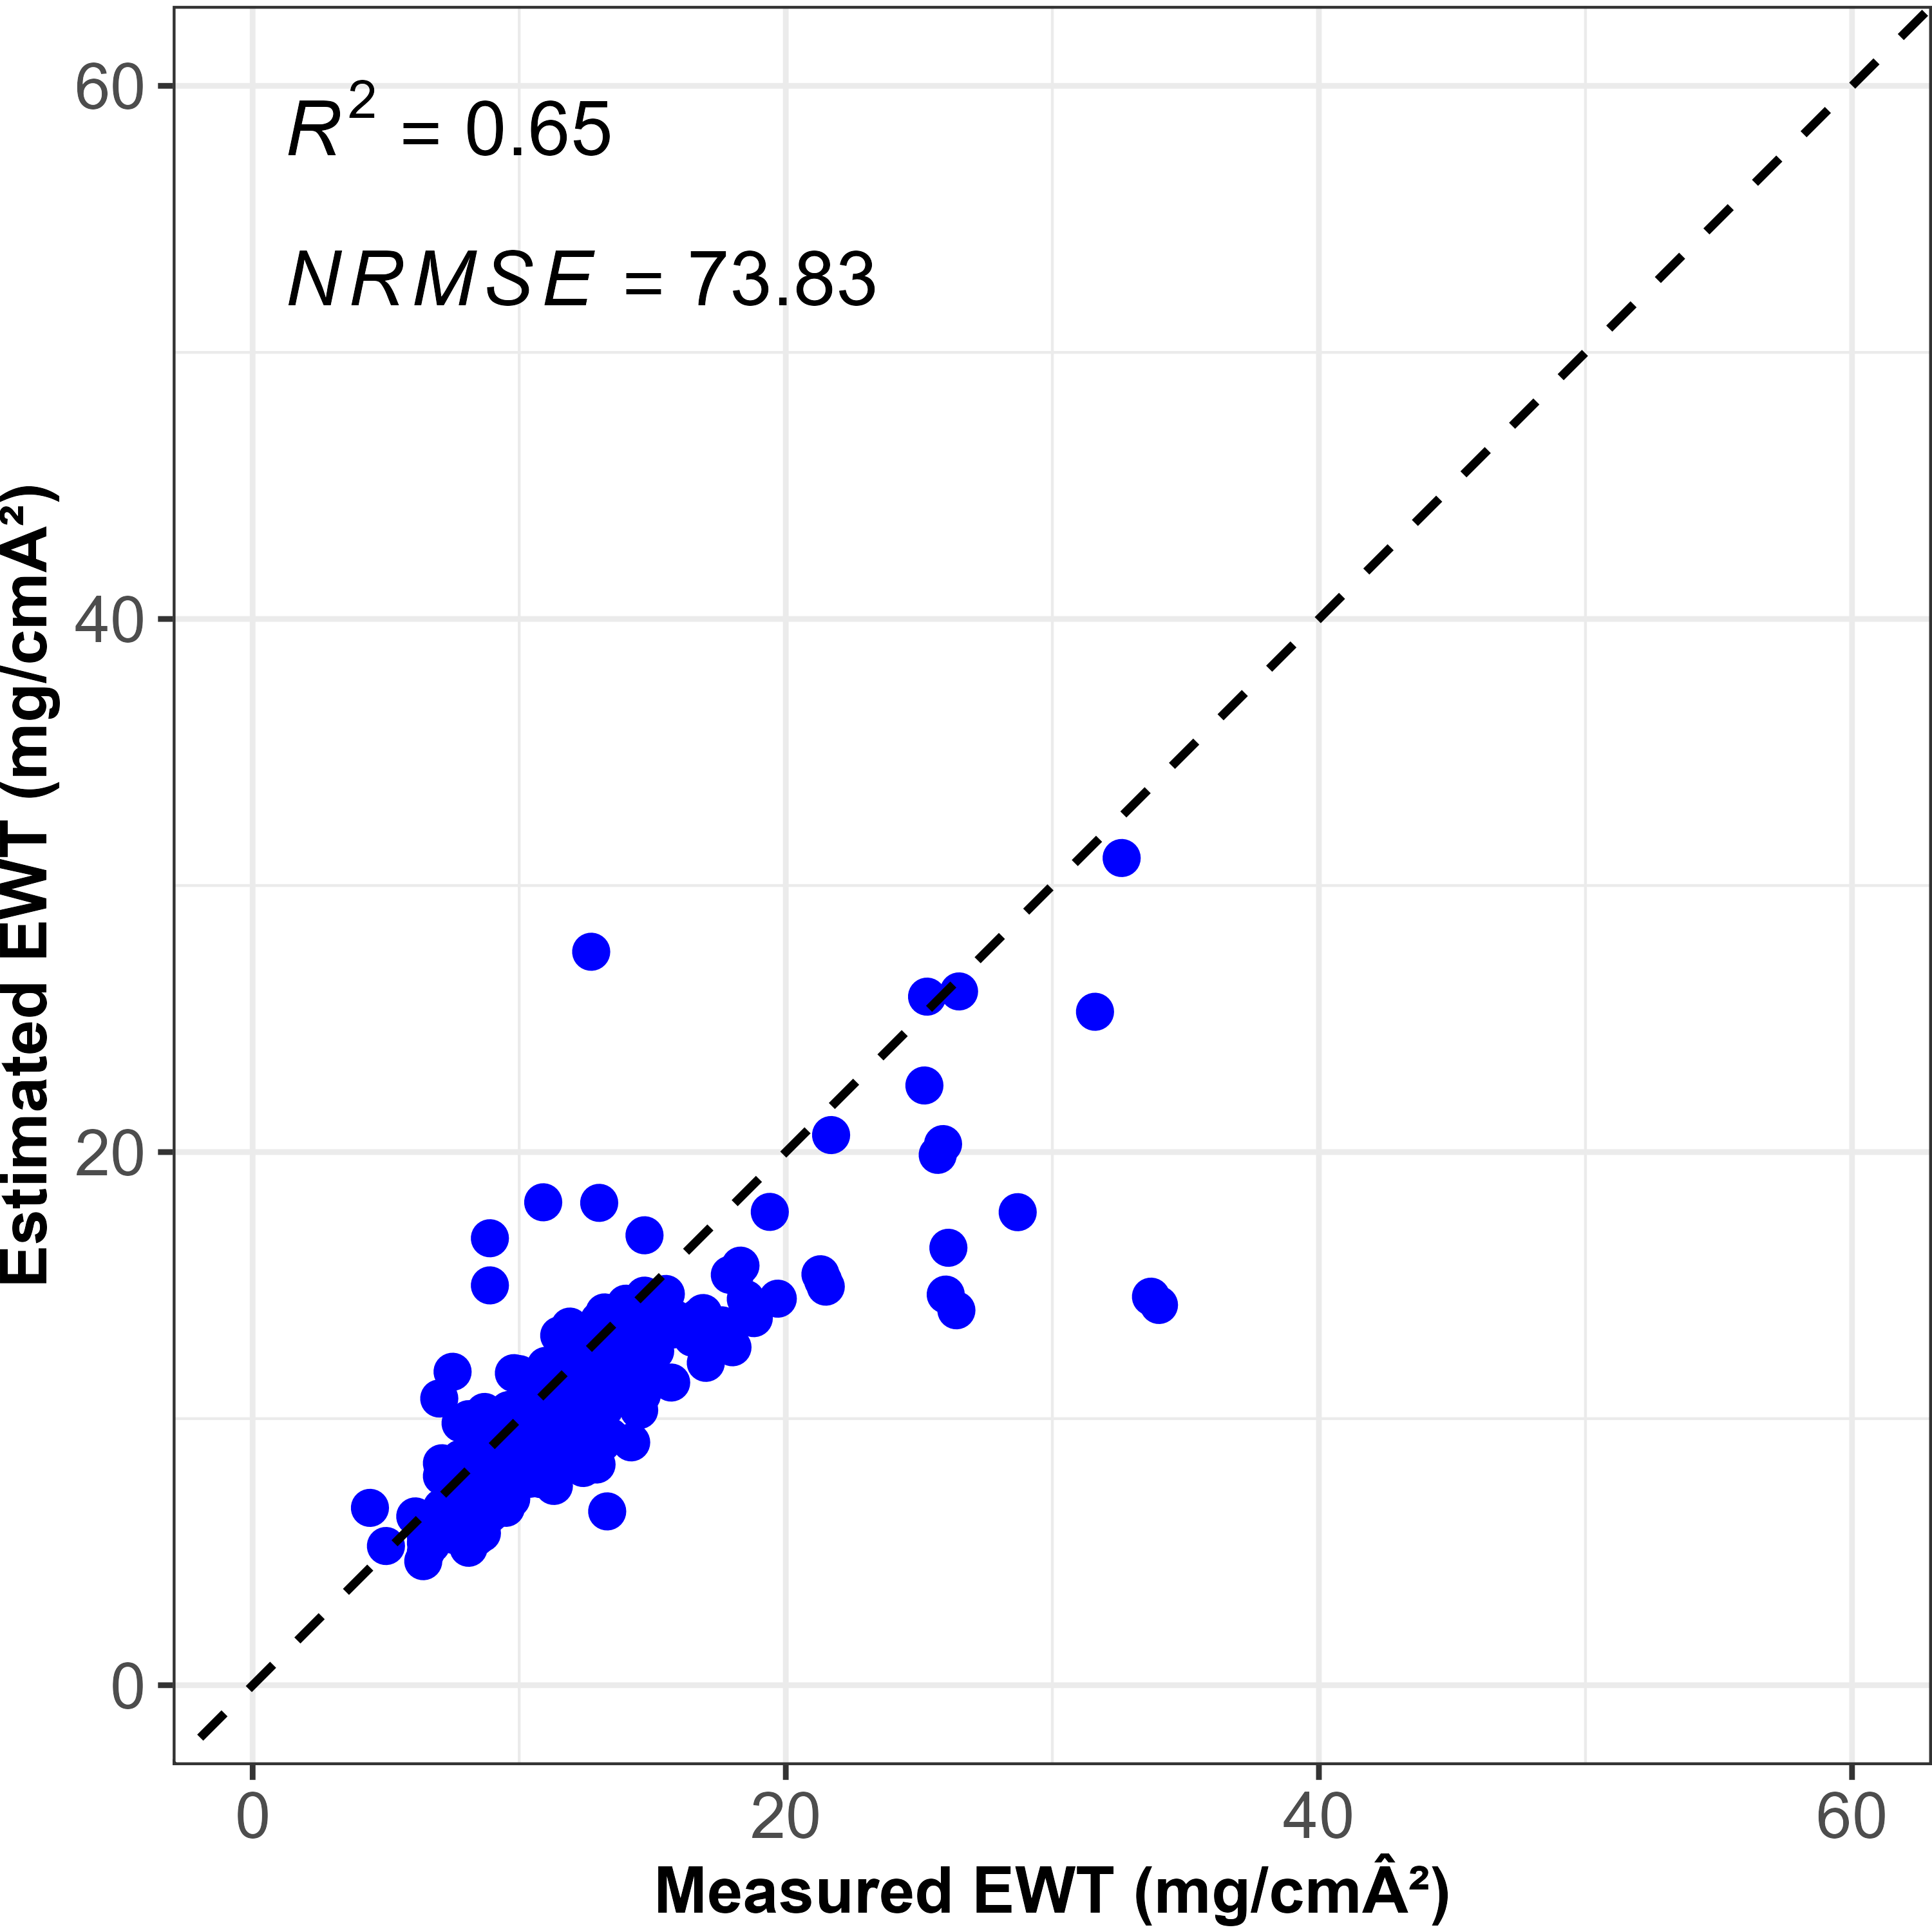 R² = 0.65
NRMSE = 73.83
60
40
20
0
Estimated EWT (mg/cmÂ²)
0 20 40 60
Measured EWT (mg/cmÂ²)